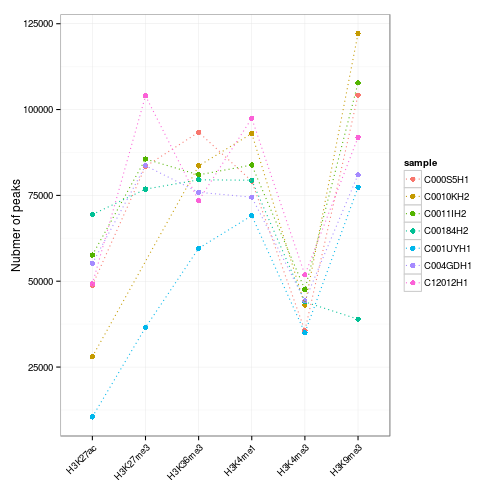 125000
100000
75000
50000
25000
Nubmer of peaks
H3K27ac
H3K27me3
H3K36me3
H3K4me1
H3K4me3
H3K9me3
sample
C000S5H1
C0010KH2
C0011IH2
C00184H2
C001UYH1
C004GDH1
C12012H1